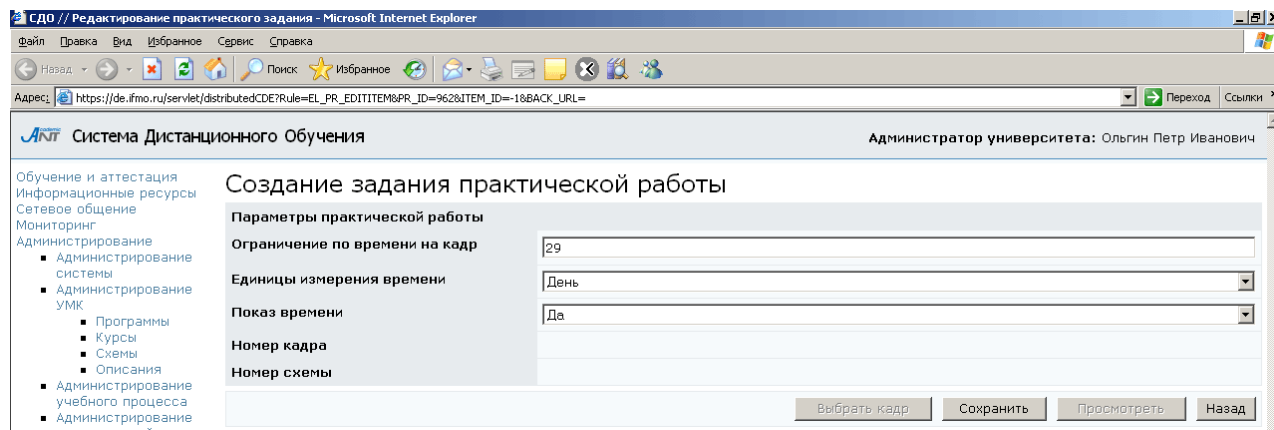 СДО // Редактирование практического задания - Microsoft Internet Explorer
Файл Правка Вид Избранное Сервис Справка
Назад Поиск Избранное
Адрес: https://de.ifmo.ru/servlet/distributedCDE?Rule=EL_PR_EDITITEM&PR_ID=962&ITEM_ID=-1&BACK_URL= Переход Ссылки
Academic ANT Система Дистанционного Обучения Администратор университета: Ольгин Петр Иванович
Обучение и аттестация
Информационные ресурсы
Сетевое общение
Мониторинг
Администрирование
Администрирование
системы
Администрирование
УМК
Программы
Курсы
Схемы
Описания
Администрирование
учебного процесса
Администрирование
Создание задания практической работы
Параметры практической работы
Ограничение по времени на кадр 29
Единицы измерения времени День
Показ времени Да
Номер кадра
Номер схемы
Выбрать кадр Сохранить Просмотреть Назад